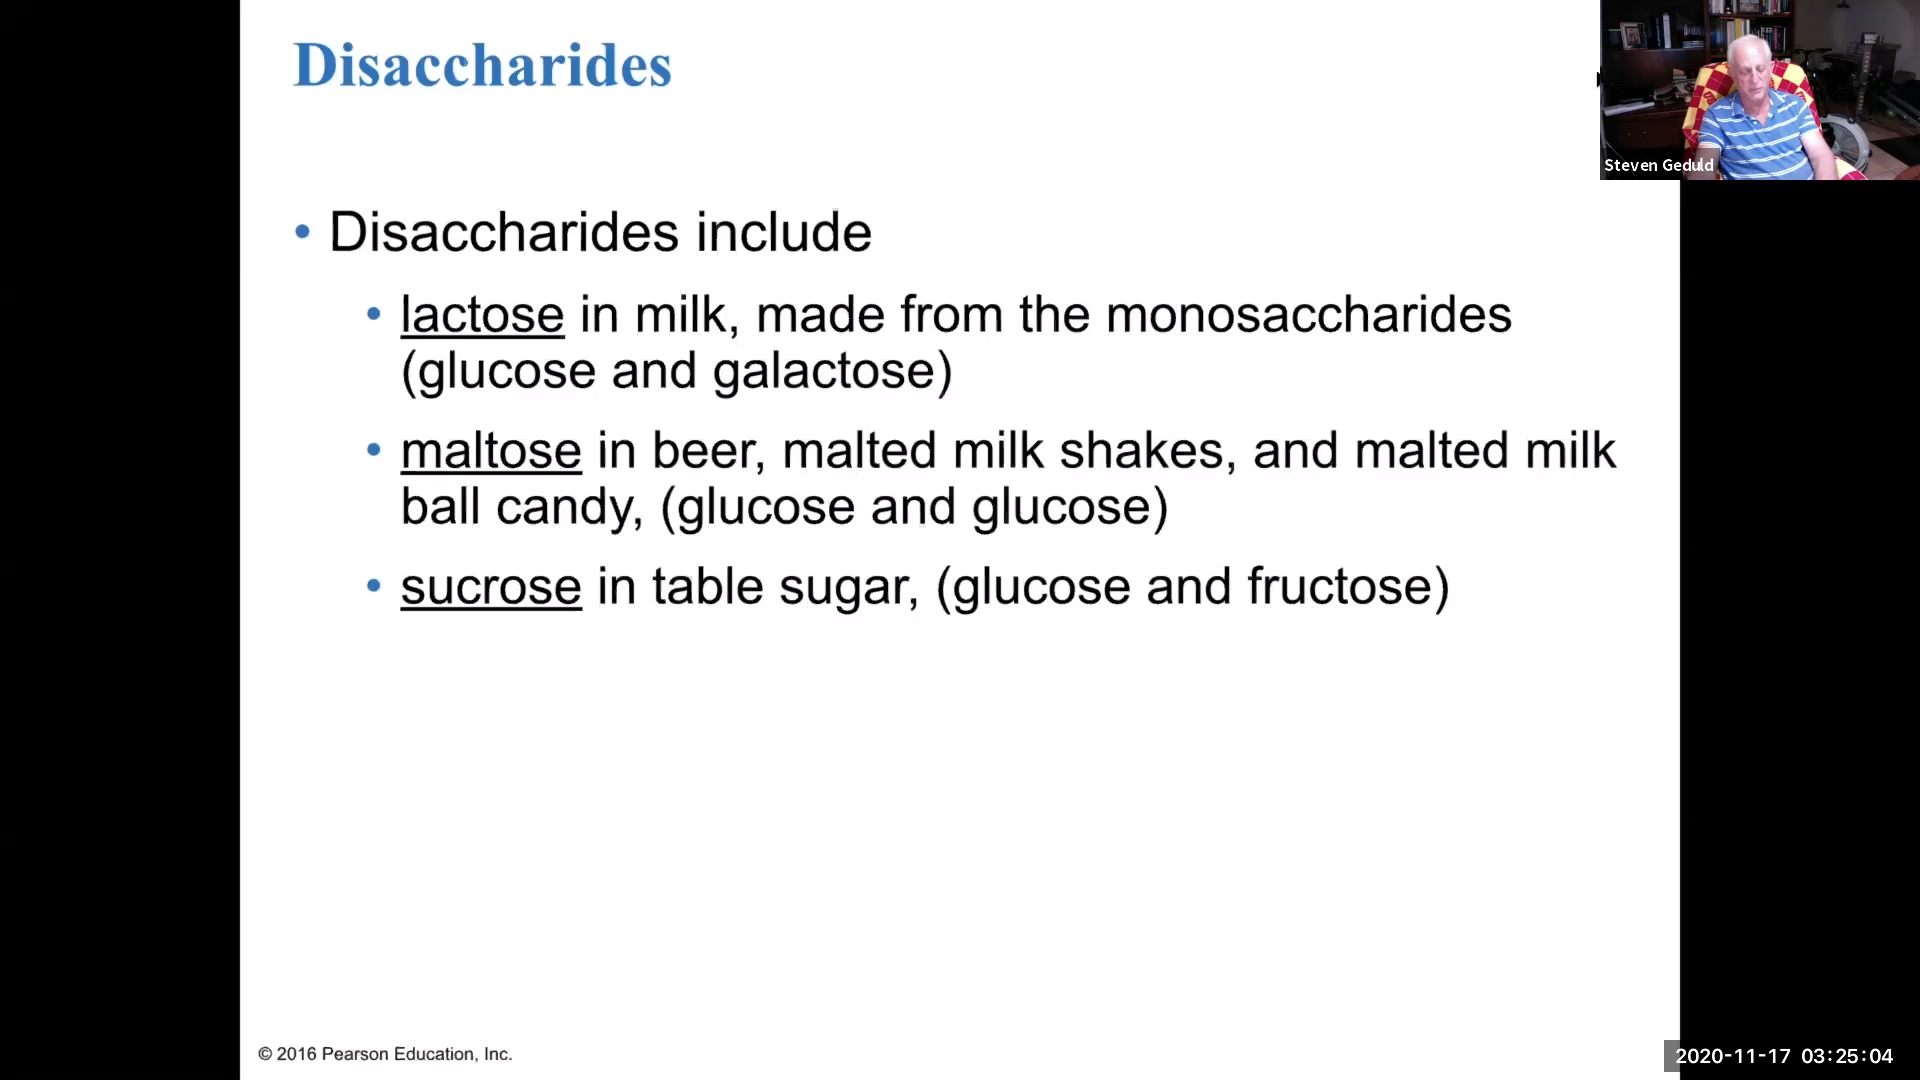 Disaccharides
Steven Geduld
• Disaccharides include
• lactose in milk, made from the monosaccharides
(glucose and galactose)
• maltose in beer, malted milk shakes, and malted milk
ball candy, (glucose and glucose)
• sucrose in table sugar, (glucose and fructose)
© 2016 Pearson Education, Inc.
2020-11-17 03:25:04